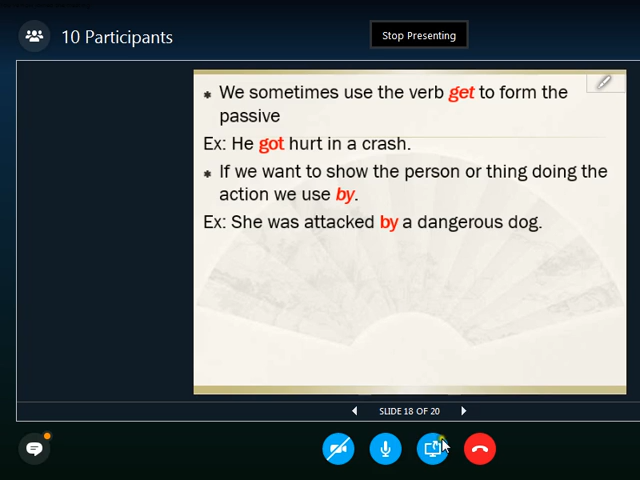 10 Participants
Stop Presenting
We sometimes use the verb get to form the
passive
Ex: He got hurt in a crash.
If we want to show the person or thing doing the
action we use by.
Ex: She was attacked by a dangerous dog.
SLIDE 18 OF 20